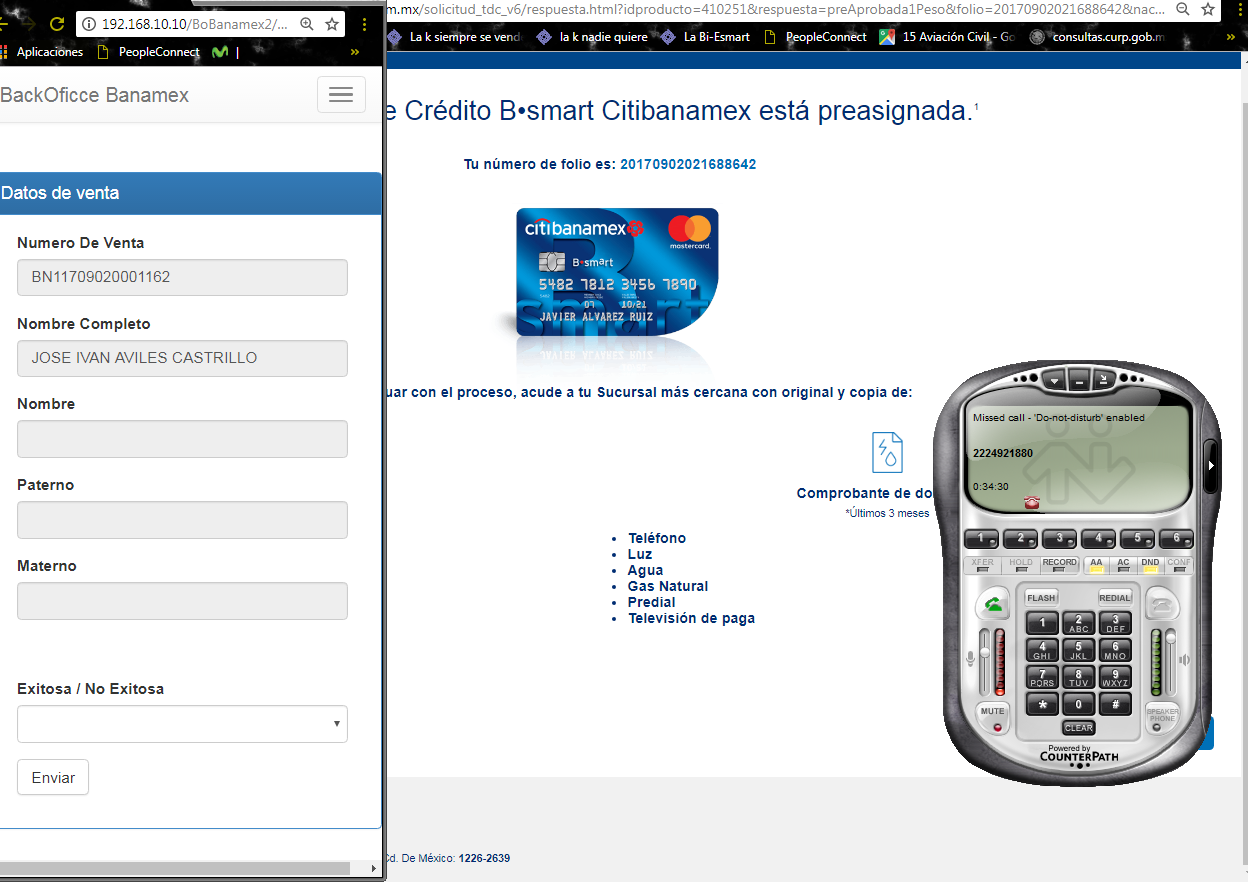 192.168.10.10/BoBanamex2/...
Aplicaciones PeopleConnect
BackOficce Banamex
Datos de venta
Numero De Venta
BN11709020001162
Nombre Completo
JOSE IVAN AVILES CASTRILLO
Nombre
Paterno
Materno
Exitosa / No Exitosa
Enviar
m.mx/solicitud_tdc_v6/respuesta.html?idproducto=410251&respuesta=preAprobada1Peso&folio=20170902021688642&nac...
La k siempre se vend la k nadie quiere La Bi-Esmart PeopleConnect 15 Aviación Civil - Go consultas.curp.gob.m
e Crédito B•smart Citibanamex está preasignada.1
Tu número de folio es: 20170902021688642
citibanamex
mastercard.
B•smart
5482 7812 3456 7890
07 10/21
JAVIER ALVAREZ RUIZ
uar con el proceso, acude a tu Sucursal más cercana con original y copia de:
Comprobante de do
*Últimos 3 meses
• Teléfono
• Luz
• Agua
• Gas Natural
• Predial
• Televisión de paga
Cd. De México: 1226-2639
Missed call - 'Do-not-disturb' enabled
2224921880
0:34:30
1 2 3 4 5 6
XFER HOLD RECORD AA AC DND CONF
FLASH REDIAL
1 2 ABC 3 DEF
4 GHI 5 JKL 6 MNO
7 PQRS 8 TUV 9 WXYZ
* 0 #
MUTE SPEAKER PHONE
CLEAR
Powered by
COUNTERPATH